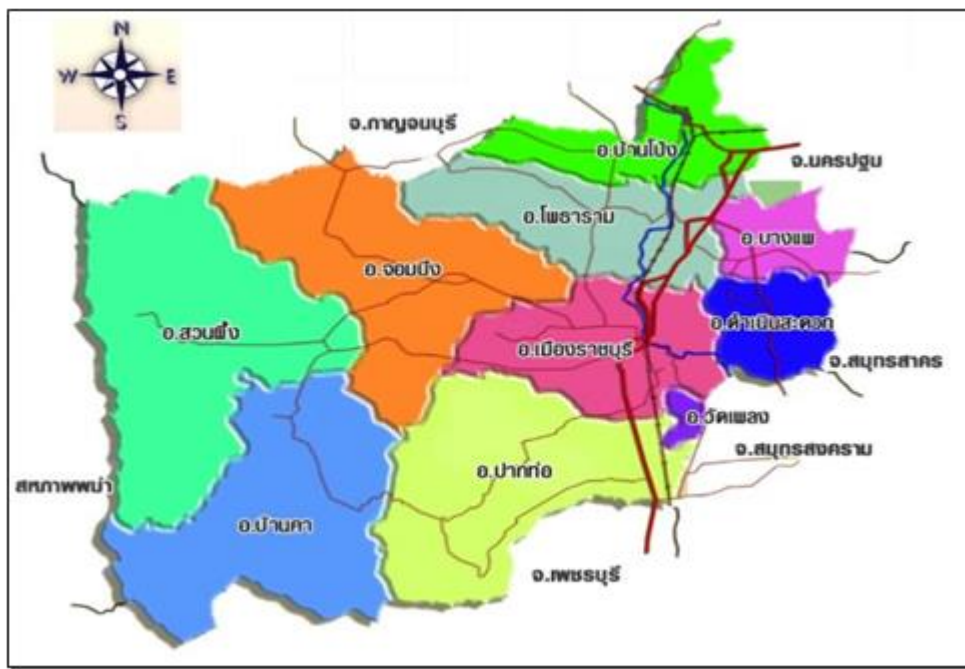 N
W E
S
จ.กาญจนบุรี
อ.บ้านโป่ง
จ.นครปฐม
อ.โพธาราม
อ.บางแพ
อ.จอมบึง
อ.สวนผึ้ง
อ.เมืองราชบุรี
อ.ดำเนินสะดวก
จ.สมุทรสาคร
อ.วัดเพลง
จ.สมุทรสงคราม
อ.ปากท่อ
สหภาพพม่า
อ.บ้านคา
จ.เพชรบุรี